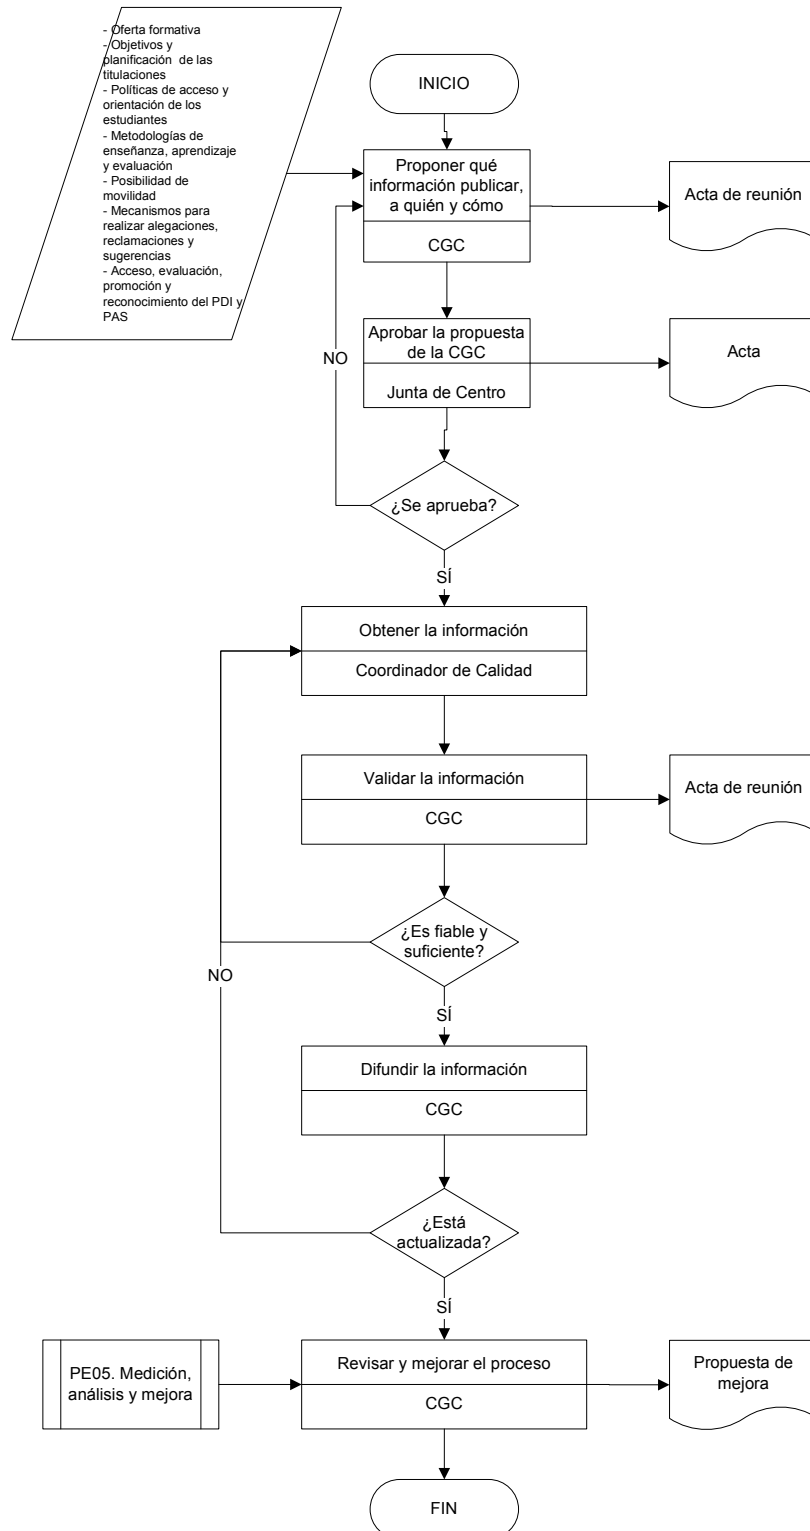 - Oferta formativa
- Objetivos y
planificación de las
titulaciones
- Políticas de acceso y
orientación de los
estudiantes
- Metodologías de
enseñanza, aprendizaje
y evaluación
- Posibilidad de
movilidad
- Mecanismos para
realizar alegaciones,
reclamaciones y
sugerencias
- Acceso, evaluación,
promoción y
reconocimiento del PDI y
PAS
INICIO
Proponer qué
información publicar,
a quién y cómo
CGC
Acta de reunión
Aprobar la propuesta
de la CGC
Junta de Centro
Acta
NO
¿Se aprueba?
SÍ
Obtener la información
Coordinador de Calidad
Validar la información
CGC
Acta de reunión
¿Es fiable y
suficiente?
NO
SÍ
Difundir la información
CGC
¿Está
actualizada?
SÍ
PE05. Medición,
análisis y mejora
Revisar y mejorar el proceso
CGC
Propuesta de
mejora
FIN